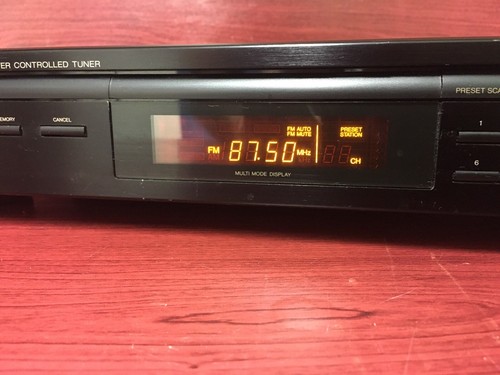 ER CONTROLLED TUNER
PRESET SCA
EMORY
CANCEL
1
FM AUTO
FM MUTE
PRESET
STATION
FM 87.50 MHz
CH
6
MULTI MODE DISPLAY